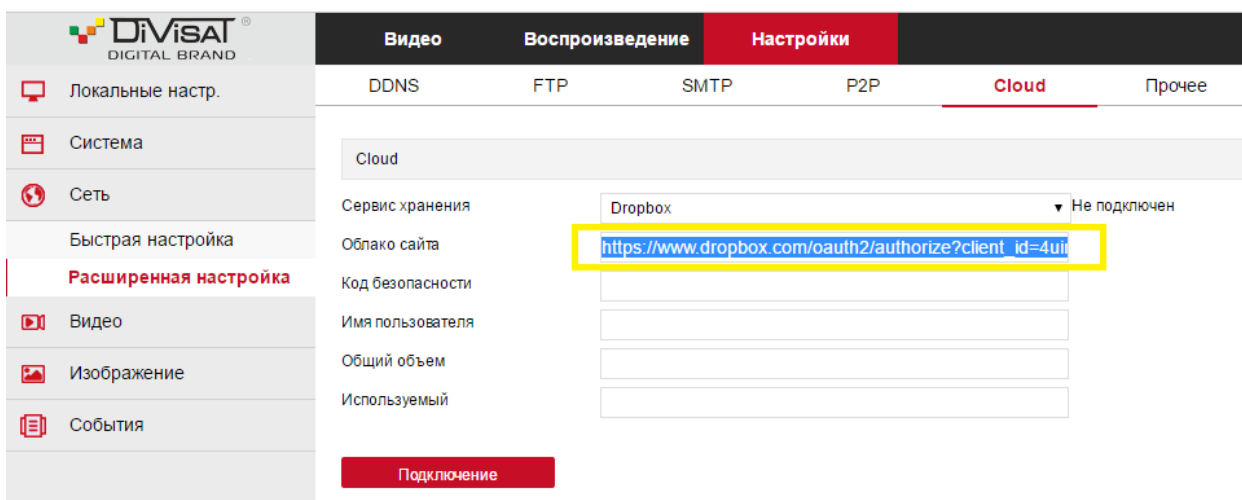 DiViSAT ®
DIGITAL BRAND
Видео Воспроизведение Настройки
DDNS FTP SMTP P2P Cloud Прочее
Локальные настр.
Система
Сеть
Быстрая настройка
Расширенная настройка
Видео
Изображение
События
Cloud
Сервис хранения Dropbox Не подключен
Облако сайта https://www.dropbox.com/oauth2/authorize?client_id=4uir
Код безопасности
Имя пользователя
Общий объем
Используемый
Подключение